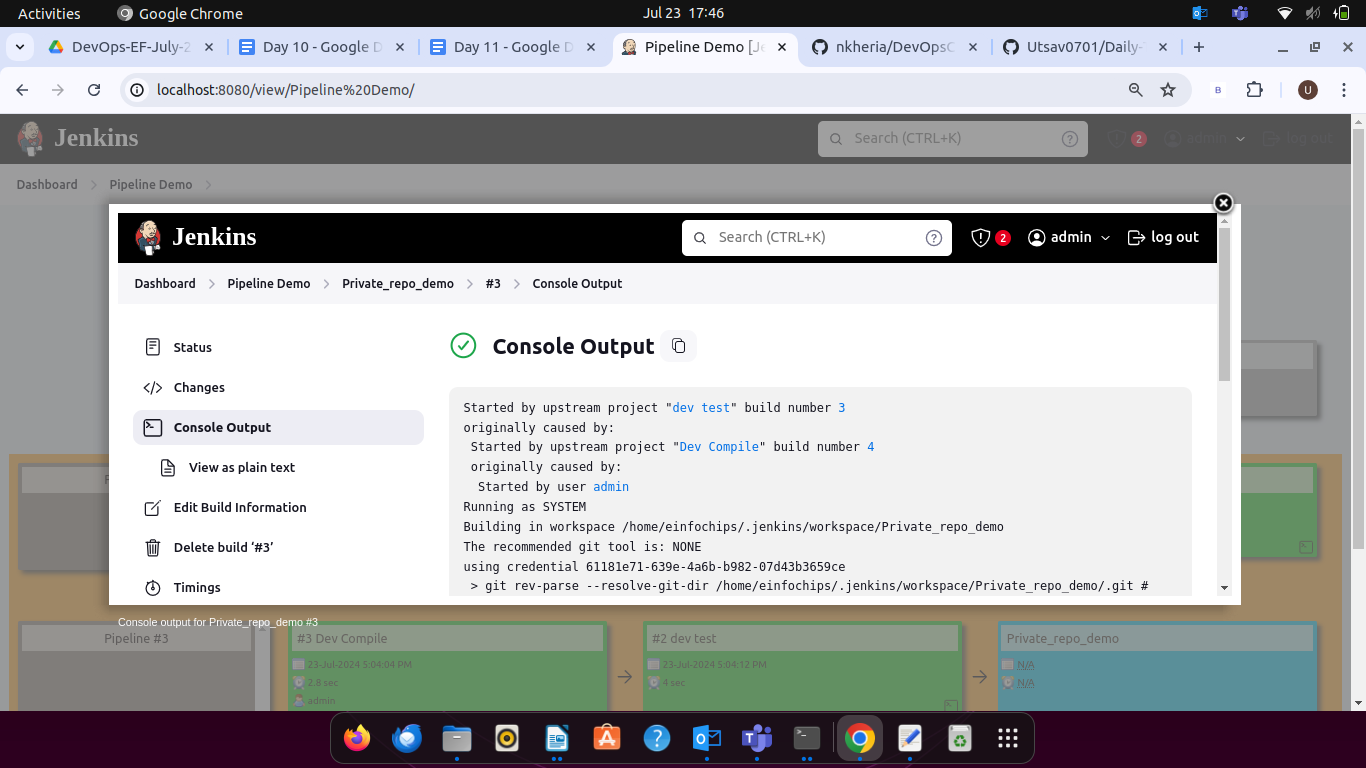 Activities
Google Chrome
Jul 23 17:46
DevOps-EF-July-2
Day 10 - Google D
Day 11 - Google D
Pipeline Demo [Je
nkheria/DevOpsC
Utsav0701/Daily-
localhost:8080/view/Pipeline%20Demo/
B
U
Jenkins
Search (CTRL+K)
?
2
admin
log out
Dashboard
Pipeline Demo
Jenkins
Search (CTRL+K)
?
2
admin
log out
Dashboard
Pipeline Demo
Private_repo_demo
#3
Console Output
Status
Changes
Console Output
View as plain text
Edit Build Information
Delete build ‘#3’
Timings
Console Output
Started by upstream project "dev test" build number 3
originally caused by:
Started by upstream project "Dev Compile" build number 4
originally caused by:
Started by user admin
Running as SYSTEM
Building in workspace /home/einfochips/.jenkins/workspace/Private_repo_demo
The recommended git tool is: NONE
using credential 61181e71-639e-4a6b-b982-07d43b3659ce
> git rev-parse --resolve-git-dir /home/einfochips/.jenkins/workspace/Private_repo_demo/.git #
Console output for Private_repo_demo #3
Pipeline #3
#3 Dev Compile
23-Jul-2024 5:04:04 PM
2.8 sec
admin
#2 dev test
23-Jul-2024 5:04:12 PM
4 sec
Private_repo_demo
N/A
N/A